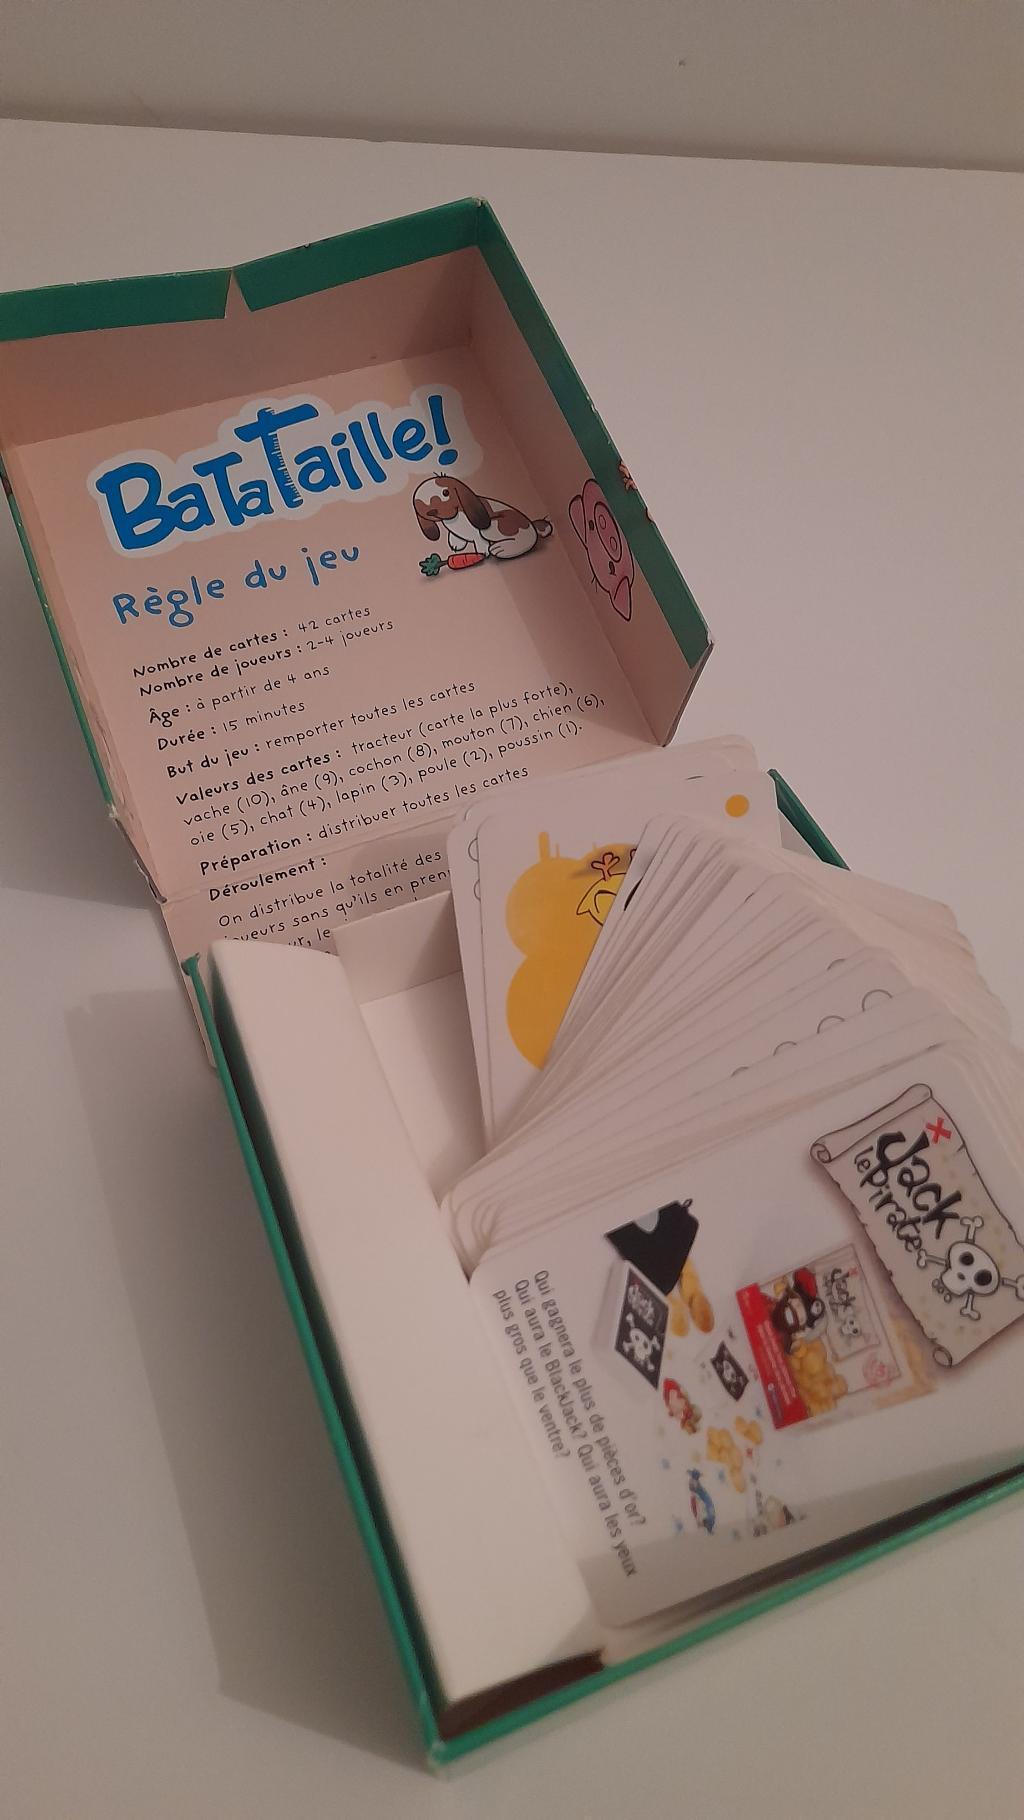 BaTaTaille!
Règle du jeu
Nombre de cartes : 42 cartes
Nombre de joueurs : 2-4 joueurs
Âge : à partir de 4 ans
Durée : 15 minutes
But du jeu : remporter toutes les cartes
Valeurs des cartes : tracteur (carte la plus forte),
vache (10), âne (9), cochon (8), mouton (7), chien (6),
oie (5), chat (4), lapin (3), poule (2), poussin (1).
Préparation : distribuer toutes les cartes
Déroulement :
On distribue la totalité des
sans qu'ils en
le
Jack
le Pirate
Qui gagnera le plus de pièces d'or?
Qui aura le BlackJack? Qui aura les yeux
plus gros que le ventre?
Jack
Jack